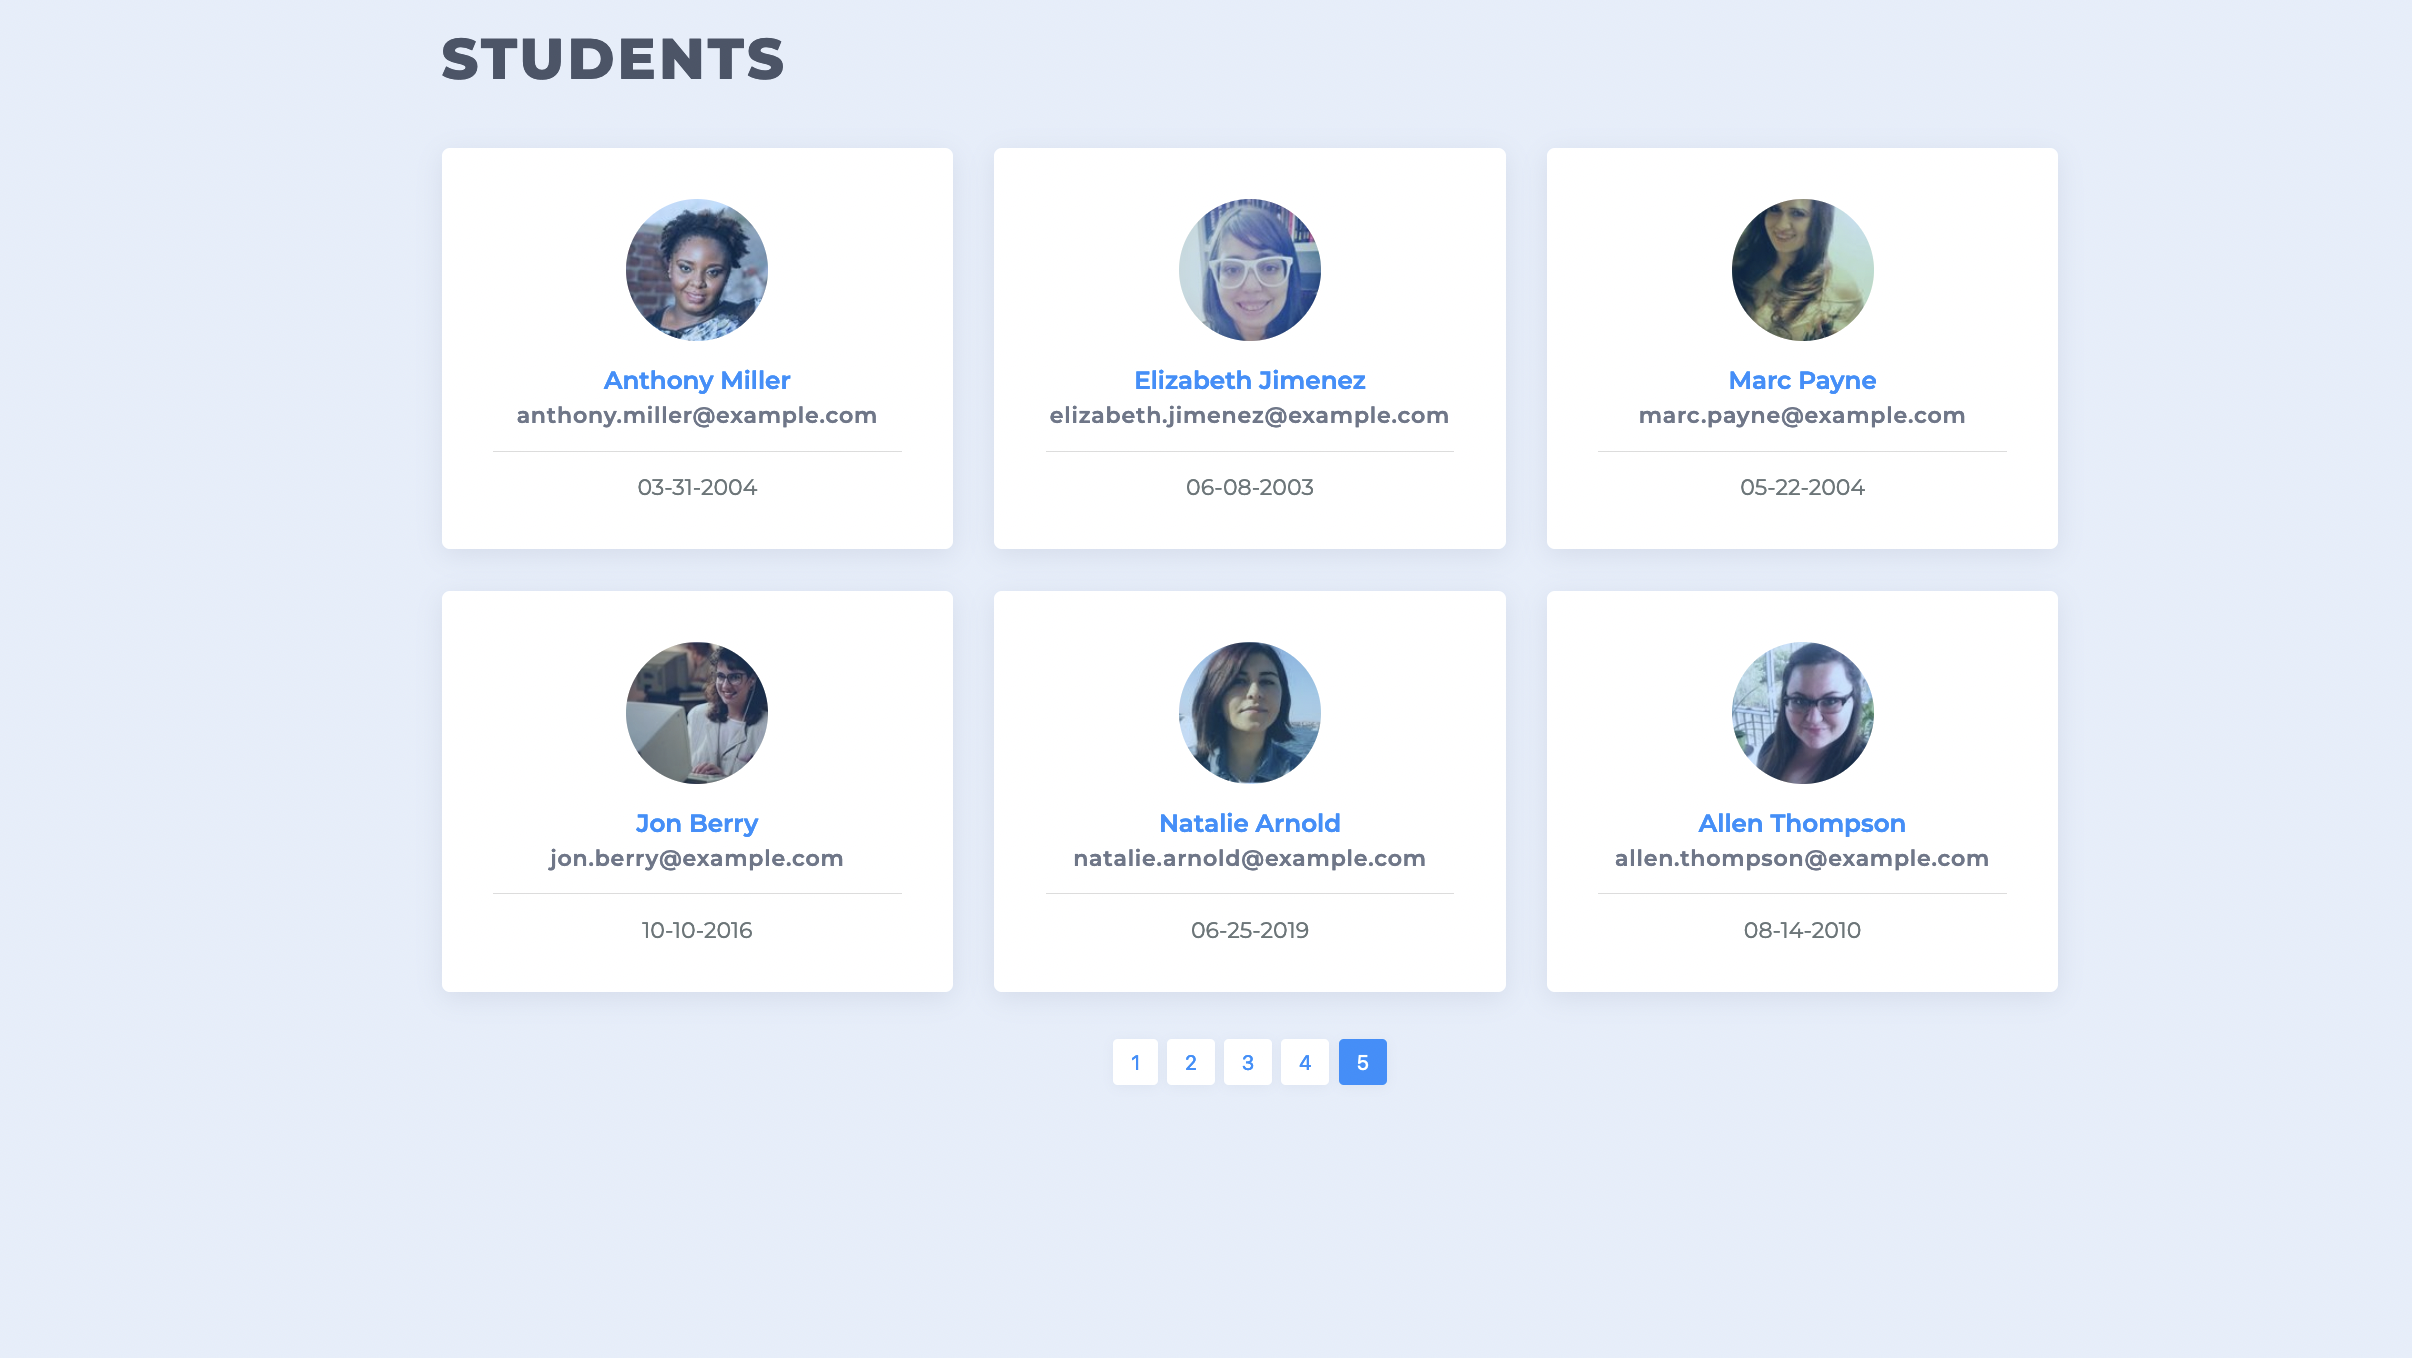 STUDENTS
Anthony Miller
anthony.miller@example.com
03-31-2004
Elizabeth Jimenez
elizabeth.jimenez@example.com
06-08-2003
Marc Payne
marc.payne@example.com
05-22-2004
Jon Berry
jon.berry@example.com
10-10-2016
Natalie Arnold
natalie.arnold@example.com
06-25-2019
Allen Thompson
allen.thompson@example.com
08-14-2010
1 2 3 4 5